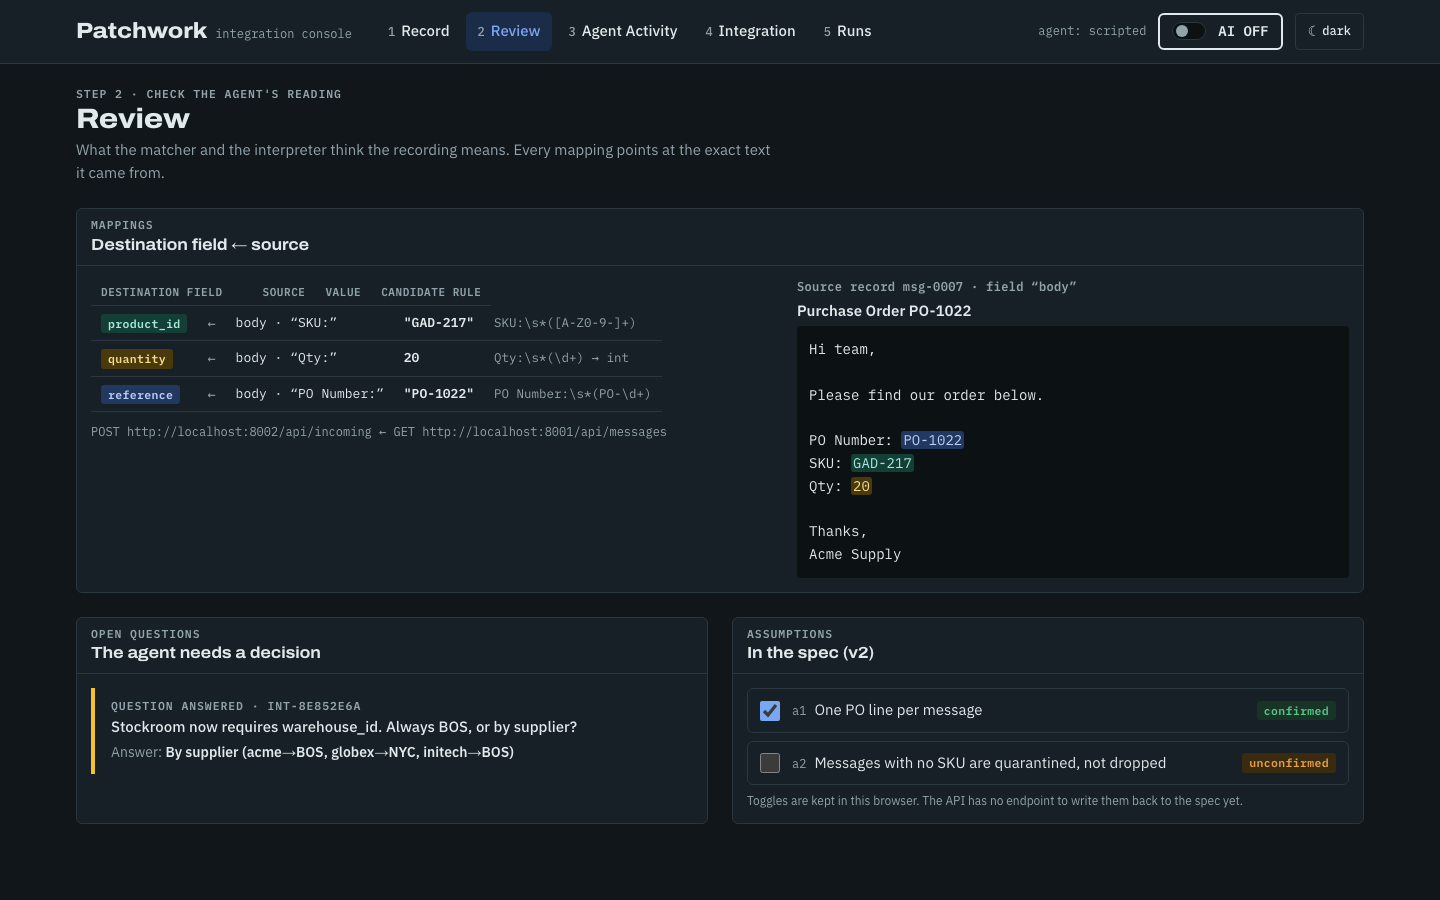 Patchwork integration console 1 Record 2 Review 3 Agent Activity 4 Integration 5 Runs agent: scripted AI OFF ☾ dark
STEP 2 · CHECK THE AGENT'S READING
Review
What the matcher and the interpreter think the recording means. Every mapping points at the exact text
it came from.
MAPPINGS
Destination field ← source
DESTINATION FIELD SOURCE VALUE CANDIDATE RULE
product_id ← body · “SKU:” "GAD-217" SKU:\s*([A-Z0-9-]+)
quantity ← body · “Qty:” 20 Qty:\s*(\d+) → int
reference ← body · “PO Number:” "PO-1022" PO Number:\s*(PO-\d+)
POST http://localhost:8002/api/incoming ← GET http://localhost:8001/api/messages
Source record msg-0007 · field “body”
Purchase Order PO-1022
Hi team,
Please find our order below.
PO Number: PO-1022
SKU: GAD-217
Qty: 20
Thanks,
Acme Supply
OPEN QUESTIONS
The agent needs a decision
QUESTION ANSWERED · INT-8E852E6A
Stockroom now requires warehouse_id. Always BOS, or by supplier?
Answer: By supplier (acme→BOS, globex→NYC, initech→BOS)
ASSUMPTIONS
In the spec (v2)
a1 One PO line per message confirmed
a2 Messages with no SKU are quarantined, not dropped unconfirmed
Toggles are kept in this browser. The API has no endpoint to write them back to the spec yet.